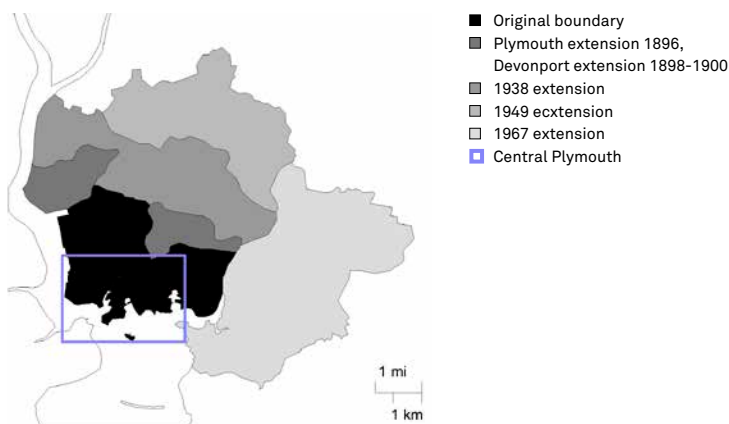 Original boundary
Plymouth extension 1896,
Devonport extension 1898-1900
1938 extension
1949 ecxtension
1967 extension
Central Plymouth
1 mi
1 km